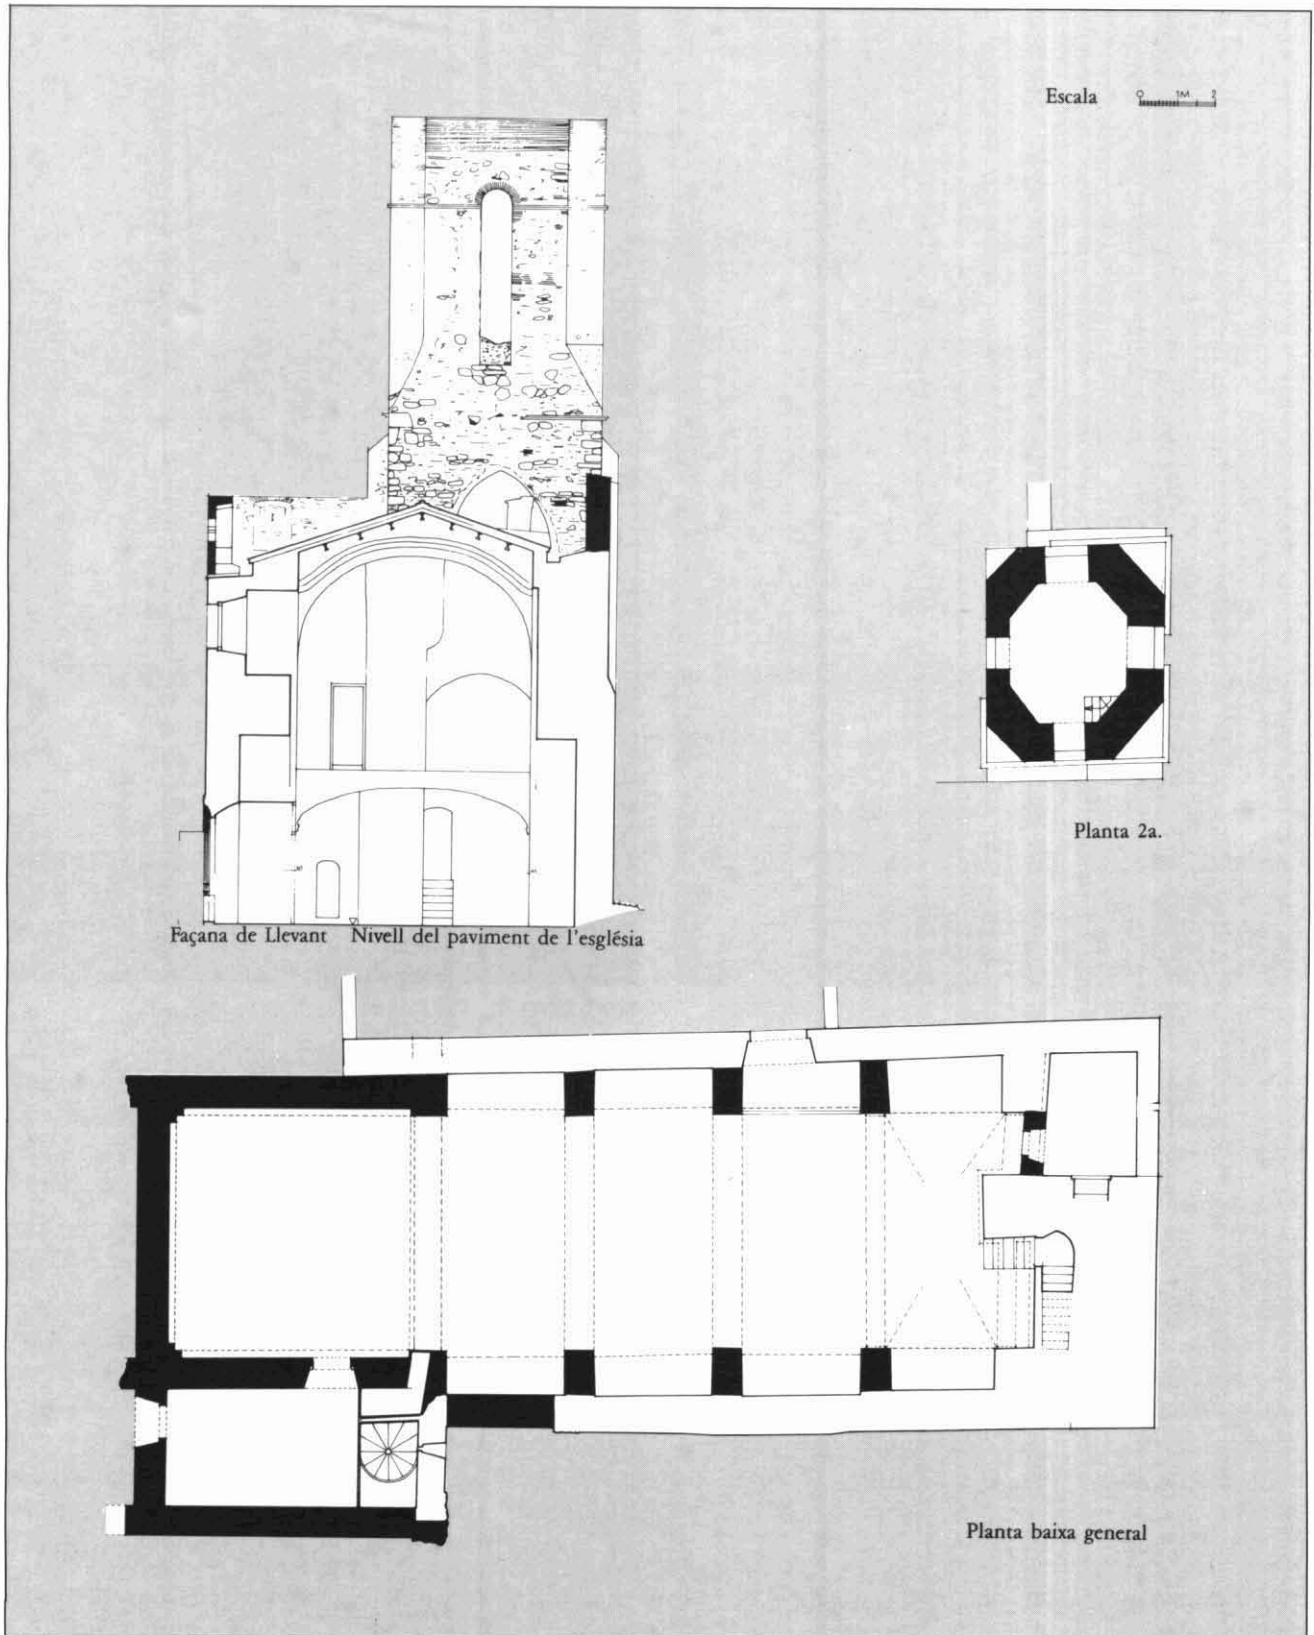 Escala 0 1M 2
Planta 2a.
Façana de Llevant Nivell del paviment de l'església
Planta baixa general